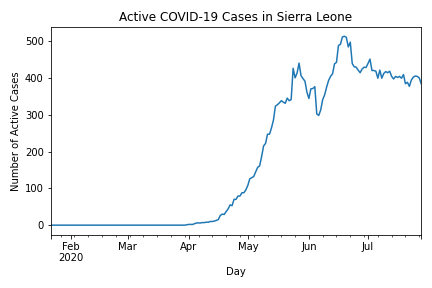 Active COVID-19 Cases in Sierra Leone
Number of Active Cases
500
400
300
200
100
0
Feb Mar Apr May Jun Jul
2020
Day